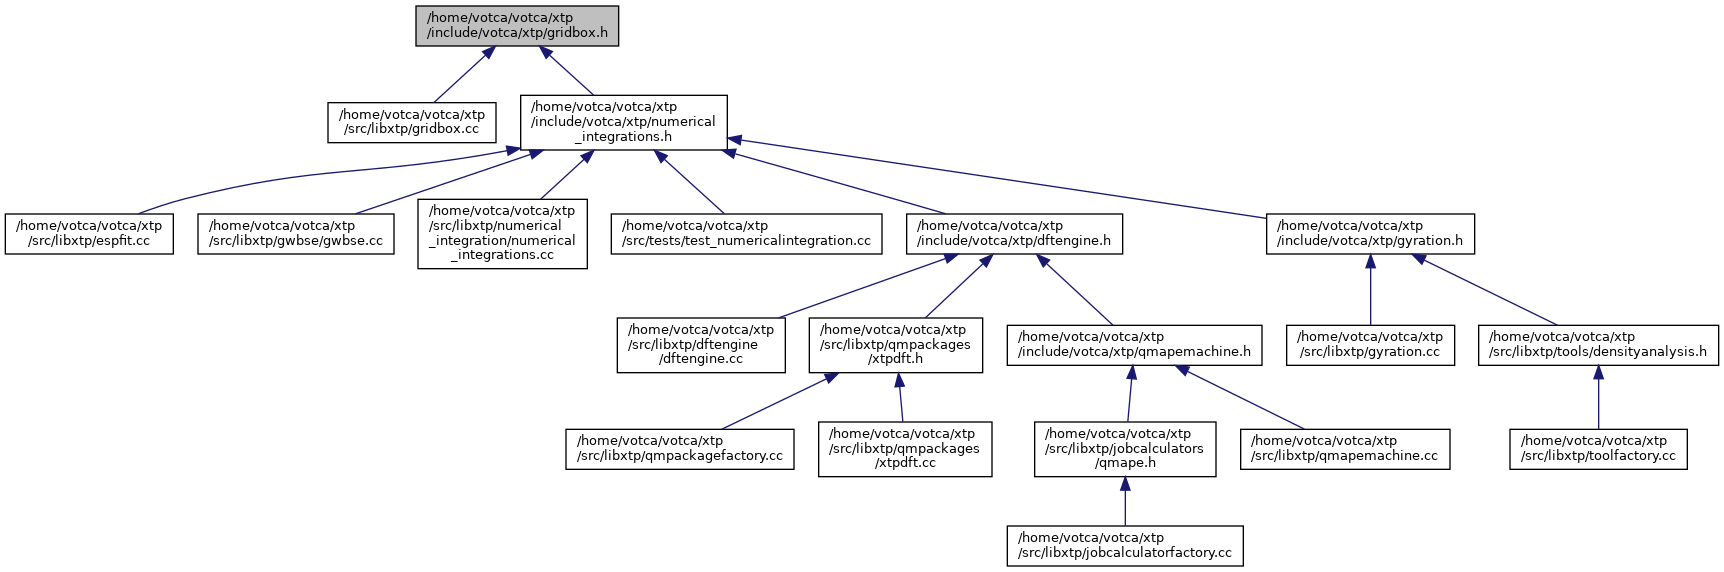 /home/votca/votca/xtp
/include/votca/xtp/gridbox.h
/home/votca/votca/xtp
/src/libxtp/gridbox.cc
/home/votca/votca/xtp
/include/votca/xtp/numerical
_integrations.h
/home/votca/votca/xtp
/src/libxtp/espfit.cc
/home/votca/votca/xtp
/src/libxtp/gwbse/gwbse.cc
/home/votca/votca/xtp
/src/libxtp/numerical
_integration/numerical
_integrations.cc
/home/votca/votca/xtp
/src/tests/test_numericalintegration.cc
/home/votca/votca/xtp
/include/votca/xtp/dftengine.h
/home/votca/votca/xtp
/include/votca/xtp/gyration.h
/home/votca/votca/xtp
/src/libxtp/dftengine
/dftengine.cc
/home/votca/votca/xtp
/src/libxtp/qmpackages
/xtpdft.h
/home/votca/votca/xtp
/include/votca/xtp/qmapemachine.h
/home/votca/votca/xtp
/src/libxtp/gyration.cc
/home/votca/votca/xtp
/src/libxtp/tools/densityanalysis.h
/home/votca/votca/xtp
/src/libxtp/qmpackagefactory.cc
/home/votca/votca/xtp
/src/libxtp/qmpackages
/xtpdft.cc
/home/votca/votca/xtp
/src/libxtp/jobcalculators
/qmape.h
/home/votca/votca/xtp
/src/libxtp/qmapemachine.cc
/home/votca/votca/xtp
/src/libxtp/toolfactory.cc
/home/votca/votca/xtp
/src/libxtp/jobcalculatorfactory.cc